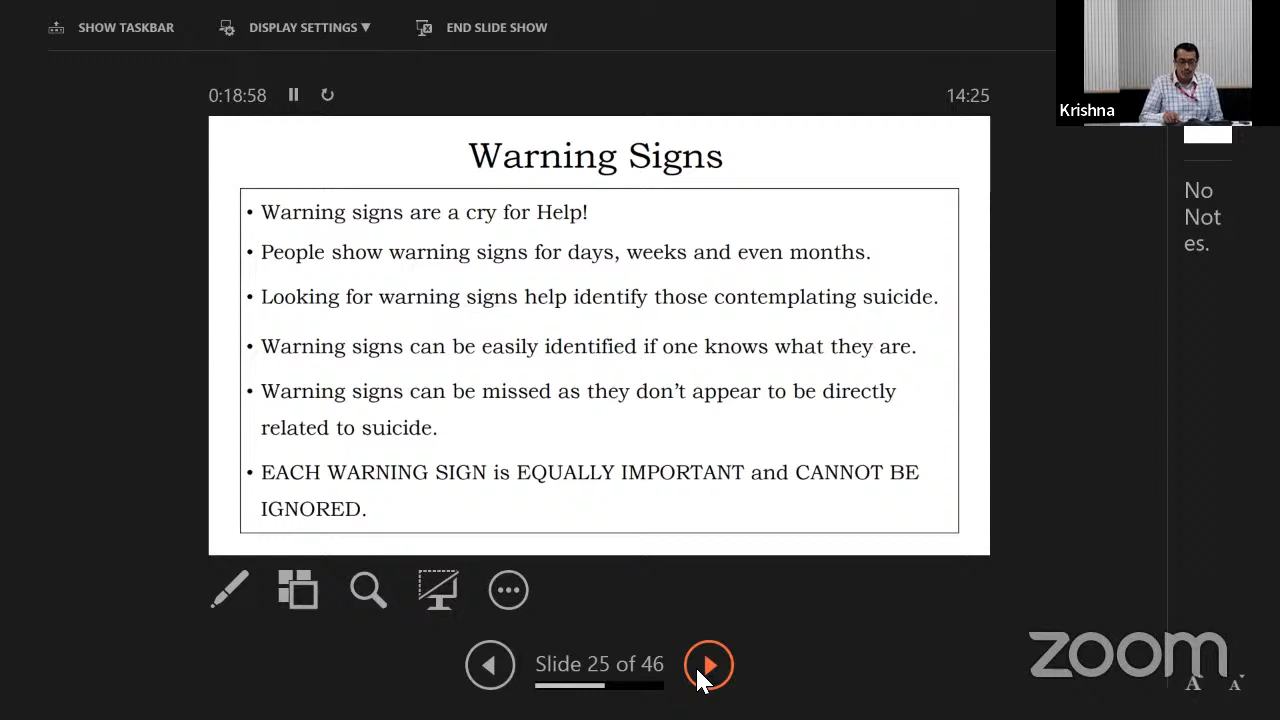 SHOW TASKBAR
DISPLAY SETTINGS ▼
END SLIDE SHOW
0:18:58
14:25
Krishna
Warning Signs
• Warning signs are a cry for Help!
• People show warning signs for days, weeks and even months.
• Looking for warning signs help identify those contemplating suicide.
• Warning signs can be easily identified if one knows what they are.
• Warning signs can be missed as they don't appear to be directly
related to suicide.
• EACH WARNING SIGN is EQUALLY IMPORTANT and CANNOT BE
IGNORED.
No
Not
es.
Slide 25 of 46
zoom
A A